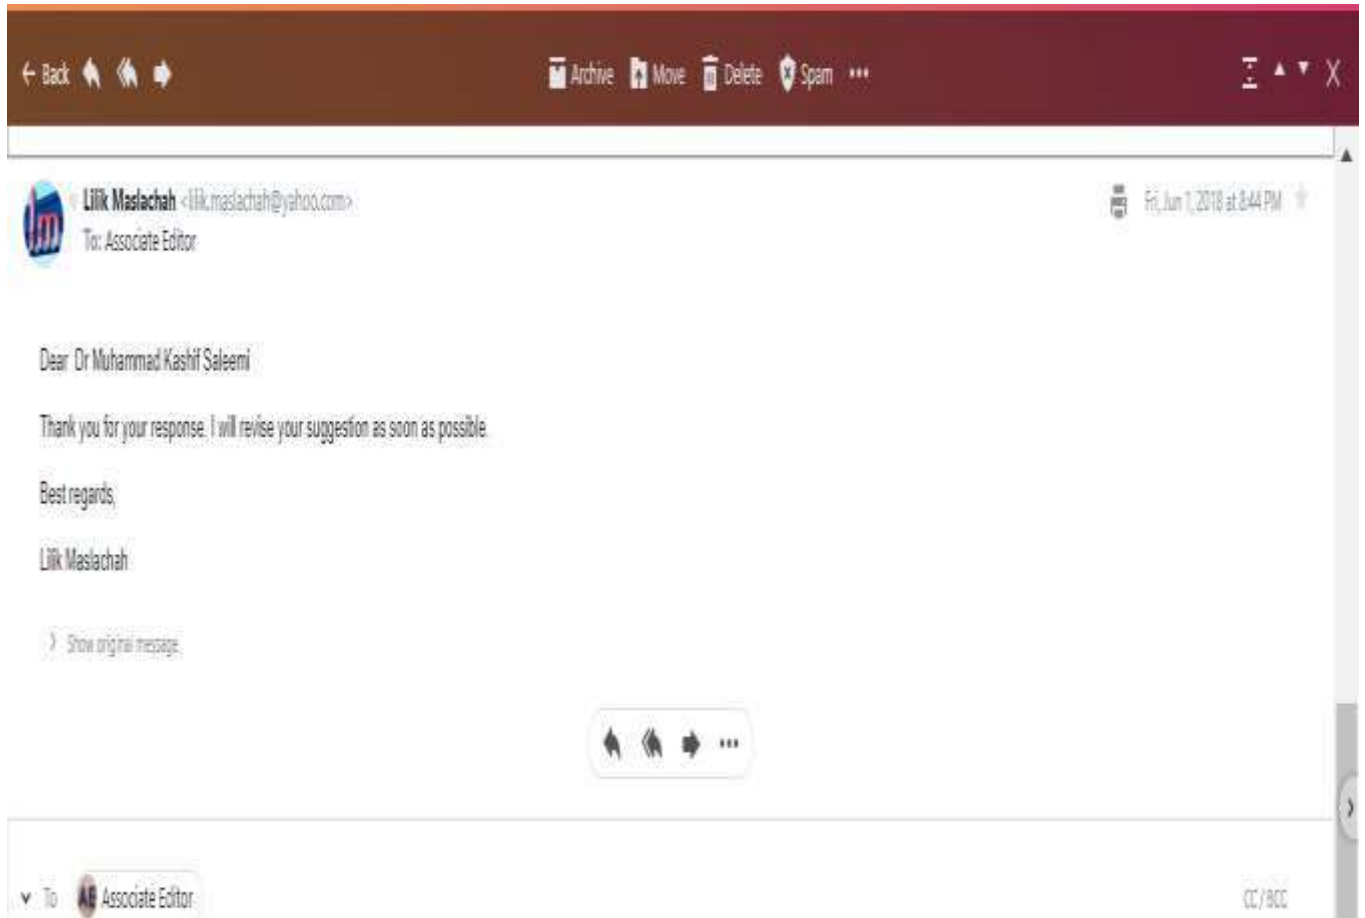 Back
Archive Move Delete Spam •••
lm
Lilik Maslachah <lilik.maslachah@yahoo.com>
Fri, Jun 1, 2018 at 8:44 PM
To: Associate Editor
Dear Dr Muhammad Kashif Saleemi
Thank you for your response. I will revise your suggestion as soon as possible.
Best regards,
Lilik Maslachah
Show original message
To AE Associate Editor
CC/BCC